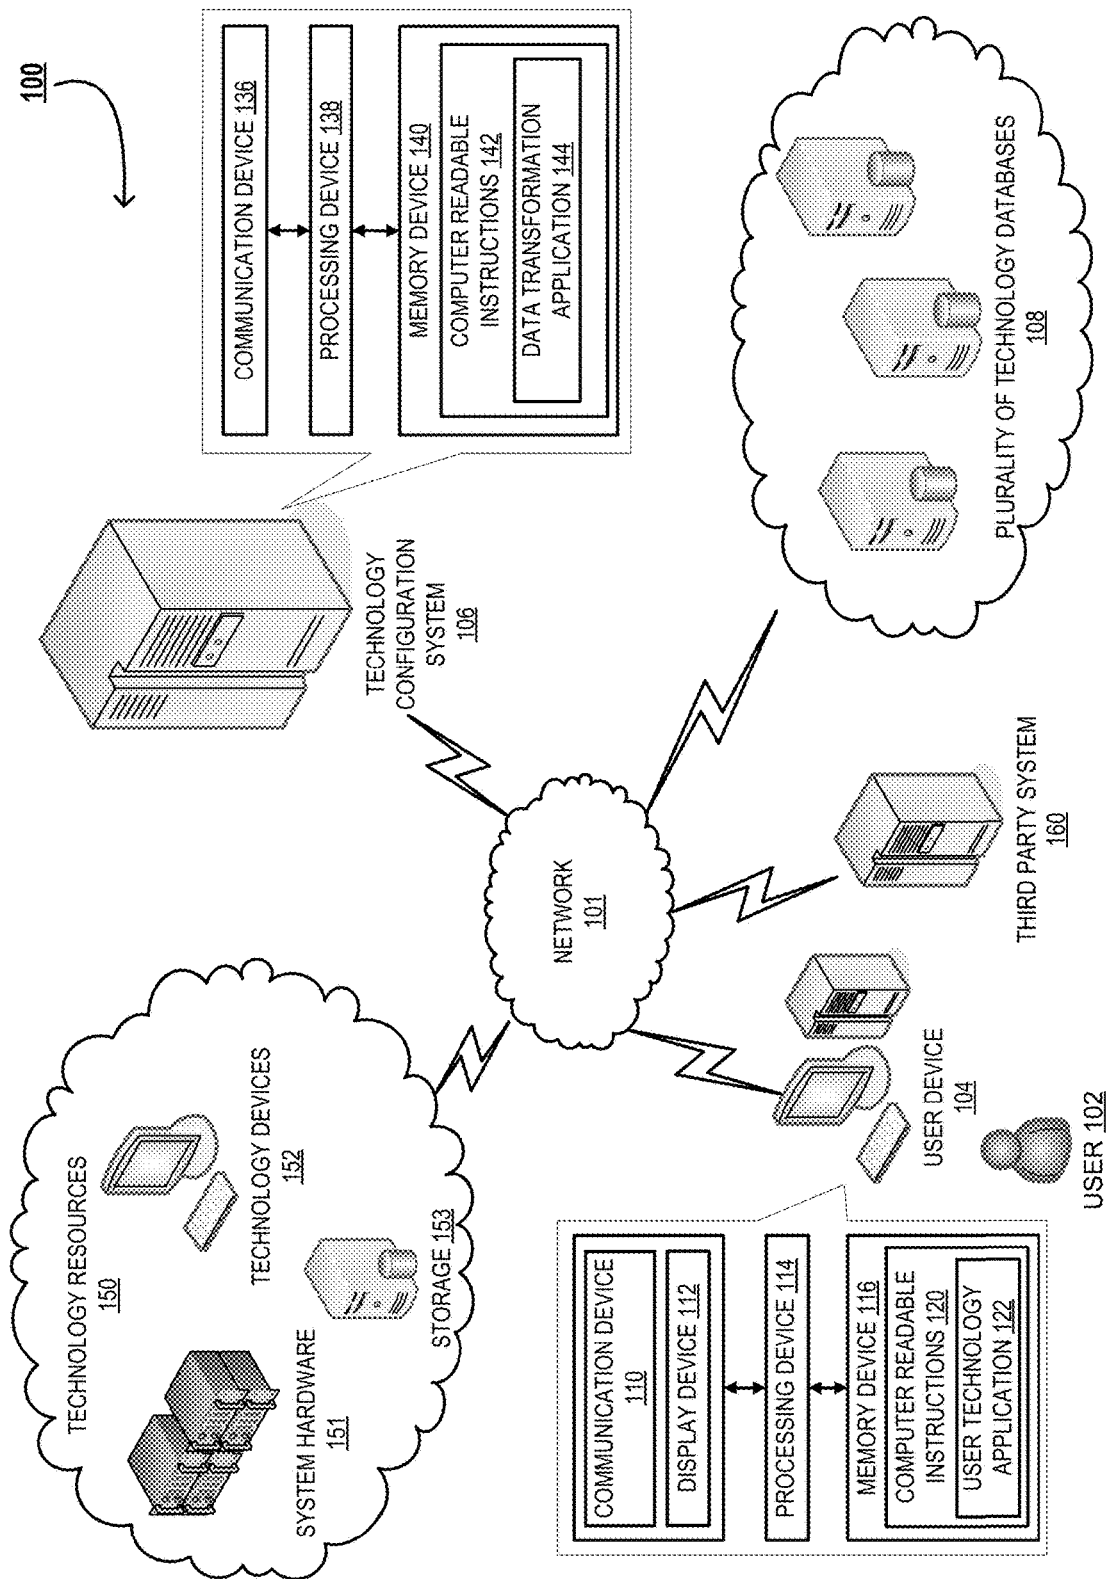 100
TECHNOLOGY RESOURCES
150
SYSTEM HARDWARE
151
TECHNOLOGY DEVICES
152
STORAGE 153
TECHNOLOGY
CONFIGURATION
SYSTEM
106
COMMUNICATION DEVICE 136
PROCESSING DEVICE 138
MEMORY DEVICE 140
COMPUTER READABLE
INSTRUCTIONS 142
DATA TRANSFORMATION
APPLICATION 144
NETWORK
101
COMMUNICATION DEVICE
110
DISPLAY DEVICE 112
PROCESSING DEVICE 114
MEMORY DEVICE 116
COMPUTER READABLE
INSTRUCTIONS 120
USER TECHNOLOGY
APPLICATION 122
USER DEVICE
104
USER 102
THIRD PARTY SYSTEM
160
PLURALITY OF TECHNOLOGY DATABASES
108